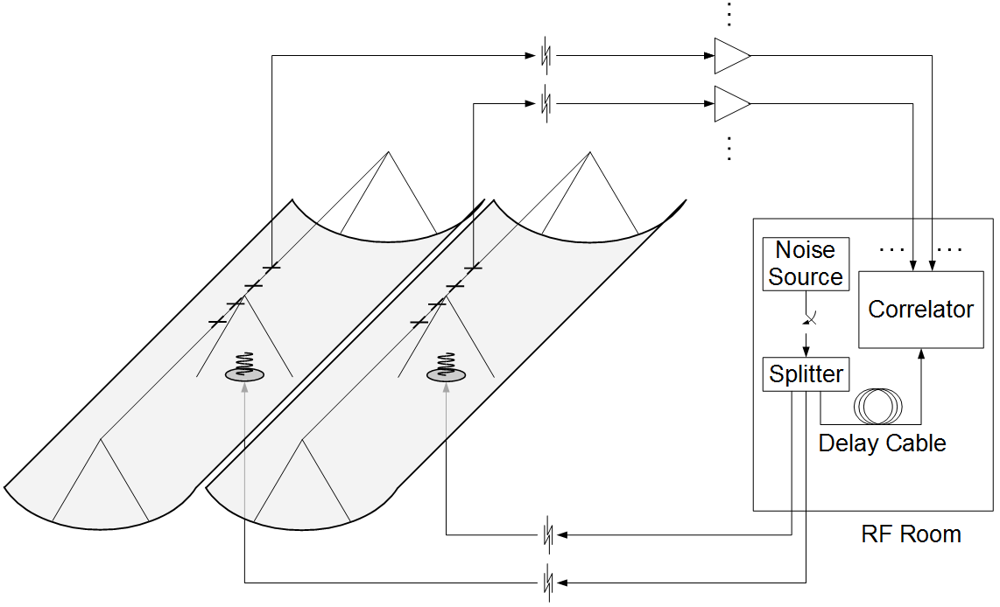 Noise
Source
Correlator
Splitter
Delay Cable
RF Room